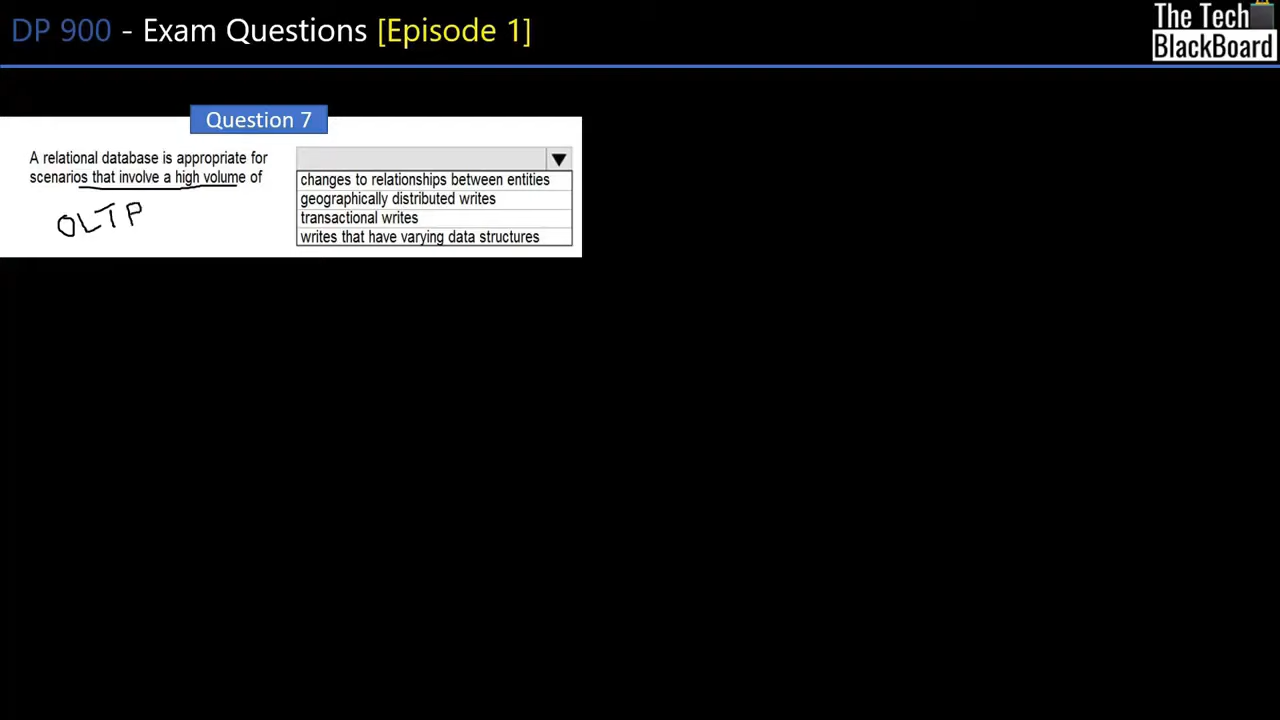 DP 900 - Exam Questions [Episode 1]
The Tech
BlackBoard
Question 7
A relational database is appropriate for
scenarios that involve a high volume of
OLTP
changes to relationships between entities
geographically distributed writes
transactional writes
writes that have varying data structures